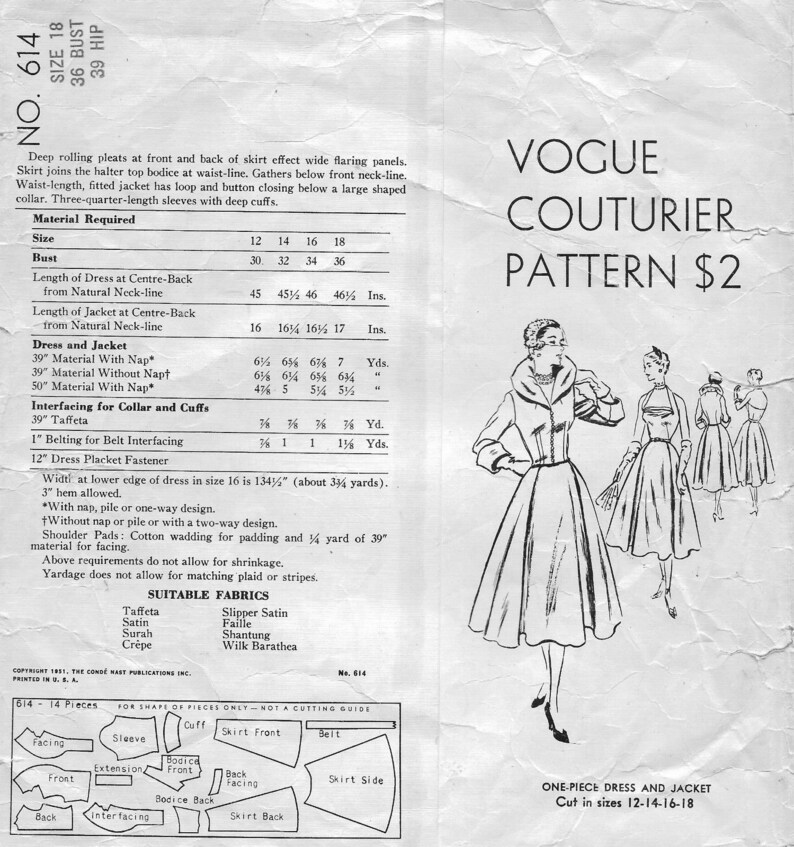 NO. 614
SIZE 18
36 BUST
39 HIP
Deep rolling pleats at front and back of skirt effect wide flaring panels.
Skirt joins the halter top bodice at waist-line. Gathers below front neck-line.
Waist-length, fitted jacket has loop and button closing below a large shaped
collar. Three-quarter-length sleeves with deep cuffs.
Material Required
Size 12 14 16 18
Bust 30. 32 34 36
Length of Dress at Centre-Back
from Natural Neck-line 45 45½ 46 46½ Ins.
Length of Jacket at Centre-Back
from Natural Neck-line 16 16¼ 16½ 17 Ins.
Dress and Jacket
39" Material With Nap* 6½ 6⅝ 6⅞ 7 Yds.
39" Material Without Nap† 6⅛ 6¼ 6⅝ 6¾ "
50" Material With Nap* 4⅞ 5 5¼ 5½ "
Interfacing for Collar and Cuffs
39" Taffeta ⅞ ⅞ ⅞ ⅞ Yd.
1" Belting for Belt Interfacing ⅞ 1 1 1⅛ Yds.
12" Dress Placket Fastener
Width at lower edge of dress in size 16 is 134½" (about 3¾ yards).
3" hem allowed.
*With nap, pile or one-way design.
†Without nap or pile or with a two-way design.
Shoulder Pads: Cotton wadding for padding and ¼ yard of 39"
material for facing.
Above requirements do not allow for shrinkage.
Yardage does not allow for matching plaid or stripes.
SUITABLE FABRICS
Taffeta Slipper Satin
Satin Faille
Surah Shantung
Crêpe Wilk Barathea
COPYRIGHT 1951, THE CONDÉ NAST PUBLICATIONS INC. No. 614
PRINTED IN U. S. A.
614 - 14 Pieces FOR SHAPE OF PIECES ONLY — NOT A CUTTING GUIDE
Facing
Sleeve
Cuff
Skirt Front
Belt
Front
Extension
Bodice
Front
Back
Facing
Skirt Side
Back
Interfacing
Bodice Back
Skirt Back
VOGUE
COUTURIER
PATTERN $2
ONE-PIECE DRESS AND JACKET
Cut in sizes 12-14-16-18